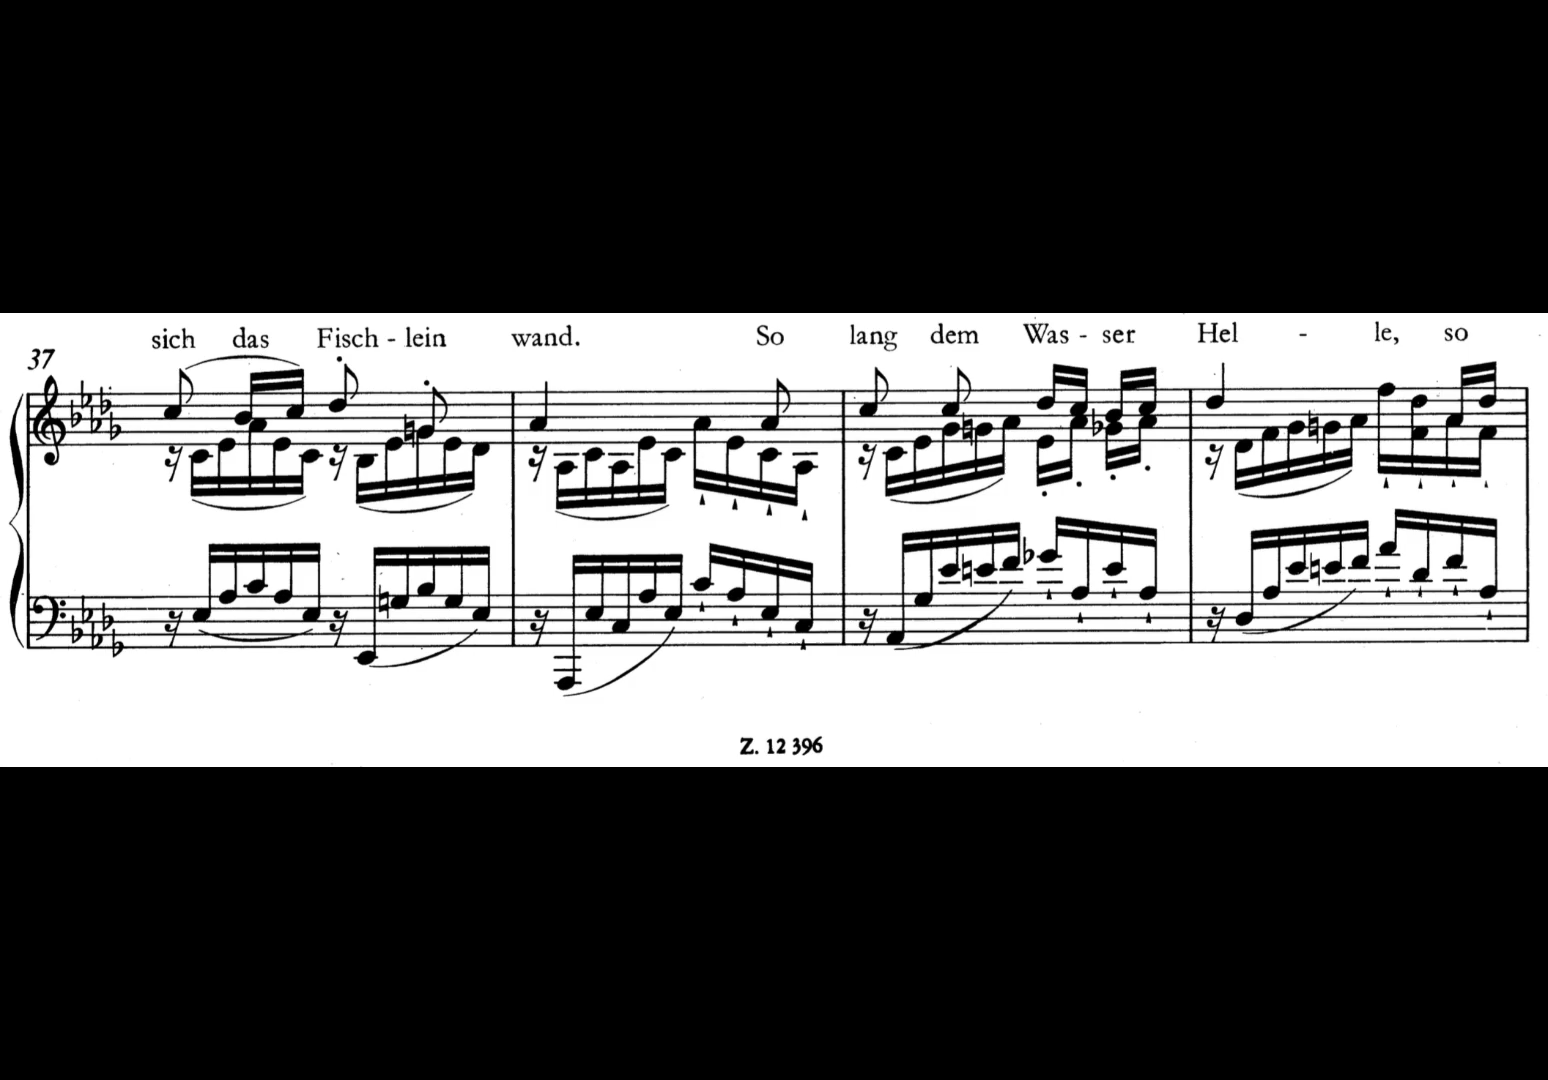 sich das Fisch - lein wand. So lang dem Was - ser Hel - le, so
37
Z. 12 396